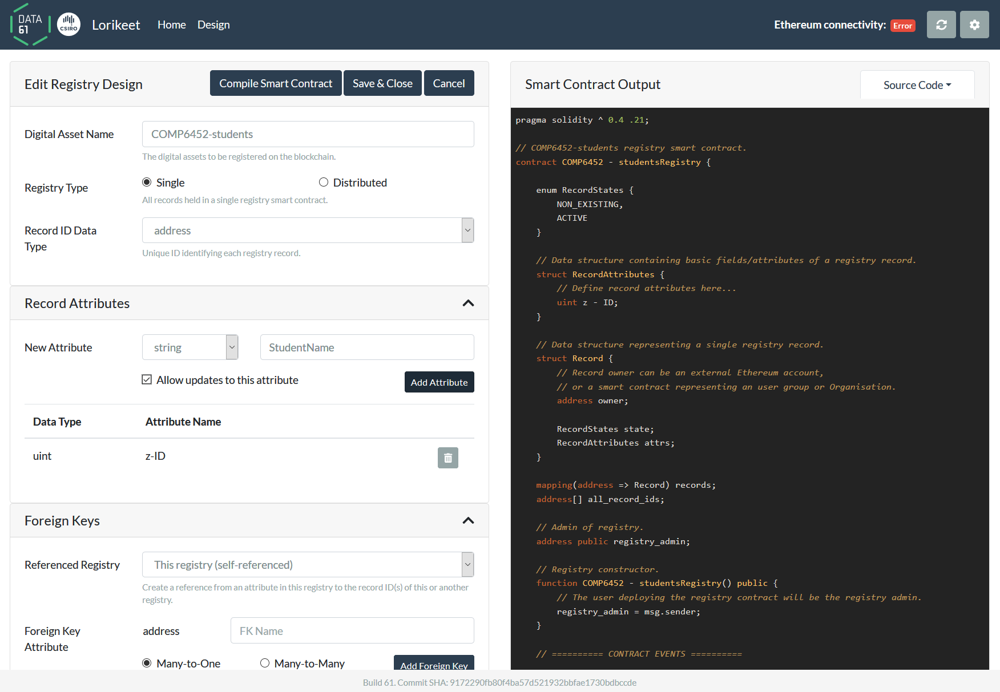 DATA
61
CSIRO
Lorikeet
Home
Design
Ethereum connectivity: Error
Edit Registry Design
Compile Smart Contract
Save & Close
Cancel
Digital Asset Name
COMP6452-students
The digital assets to be registered on the blockchain.
Registry Type
Single
Distributed
All records held in a single registry smart contract.
Record ID Data
Type
address
Unique ID identifying each registry record.
Record Attributes
New Attribute
string
StudentName
Allow updates to this attribute
Add Attribute
Data Type
Attribute Name
uint
z-ID
Foreign Keys
Referenced Registry
This registry (self-referenced)
Create a reference from an attribute in this registry to the record ID(s) of this or another
registry.
Foreign Key
Attribute
address
FK Name
Many-to-One
Many-to-Many
Add Foreign Key
Smart Contract Output
Source Code
pragma solidity ^ 0.4 .21;
// COMP6452-students registry smart contract.
contract COMP6452 - studentsRegistry {
enum RecordStates {
NON_EXISTING,
ACTIVE
}
// Data structure containing basic fields/attributes of a registry record.
struct RecordAttributes {
// Define record attributes here...
uint z - ID;
}
// Data structure representing a single registry record.
struct Record {
// Record owner can be an external Ethereum account,
// or a smart contract representing an user group or Organisation.
address owner;
RecordStates state;
RecordAttributes attrs;
}
mapping(address => Record) records;
address[] all_record_ids;
// Admin of registry.
address public registry_admin;
// Registry constructor.
function COMP6452 - studentsRegistry() public {
// The user deploying the registry contract will be the registry admin.
registry_admin = msg.sender;
}
// ========== CONTRACT EVENTS ==========
Build 61. Commit SHA: 9172290fb80f4ba57d521932bbfae1730bdbccde